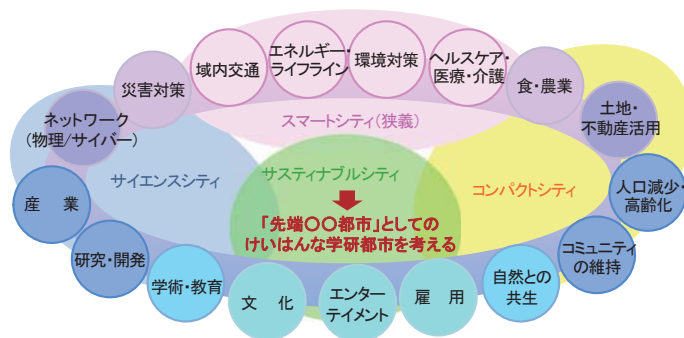 域内交通
エネルギー・
ライフライン
環境対策
ヘルスケア・
医療・介護
災害対策
食・農業
ネットワーク
(物理/サイバー)
スマートシティ(狭義)
土地・
不動産活用
サイエンスシティ
サスティナブルシティ
コンパクトシティ
産　業
人口減少・
高齢化
「先端〇〇都市」としての
けいはんな学研都市を考える
研究・開発
コミュニティ
の維持
学術・教育
文　化
エンター
テイメント
雇　用
自然との
共生